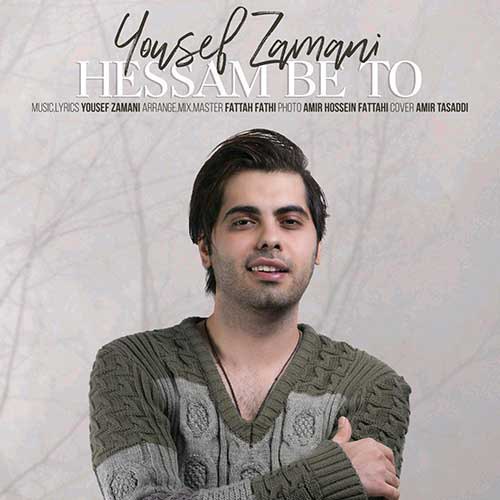 Yousef Zamani
HESSAM BE TO
MUSIC,LYRICS YOUSEF ZAMANI ARRANGE,MIX.MASTER FATTAH FATHI PHOTO AMIR HOSSEIN FATTAHI COVER AMIR TASADDI